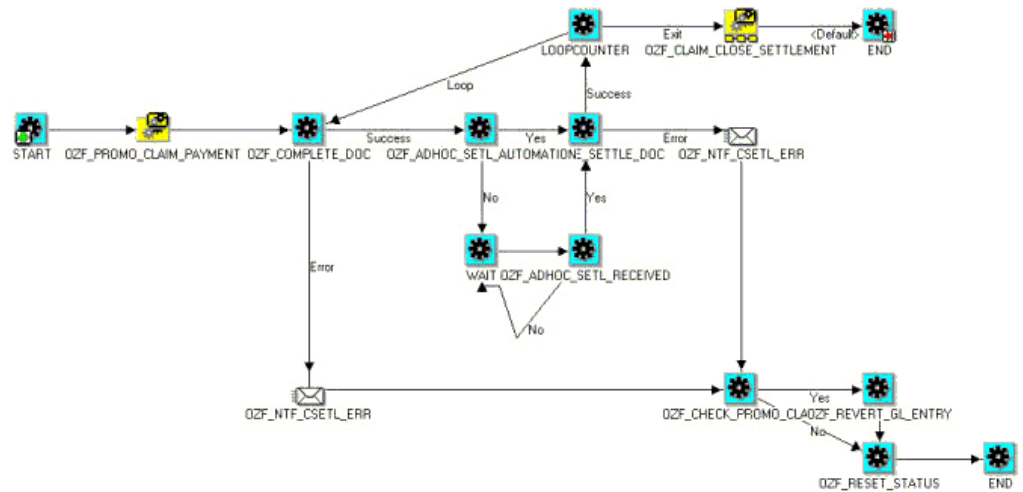 LOOPCOUNTER
Exit
OZF_CLAIM_CLOSE_SETTLEMENT
<Default>
END
Loop
Success
START
OZF_PROMO_CLAIM_PAYMENT
OZF_COMPLETE_DOC
Success
OZF_ADHOC_SETL_AUTOMATION
Yes
E_SETTLE_DOC
Error
OZF_NTF_CSETL_ERR
No
Yes
Error
WAIT
OZF_ADHOC_SETL_RECEIVED
No
OZF_NTF_CSETL_ERR
OZF_CHECK_PROMO_CLA
Yes
OZF_REVERT_GL_ENTRY
No
OZF_RESET_STATUS
END